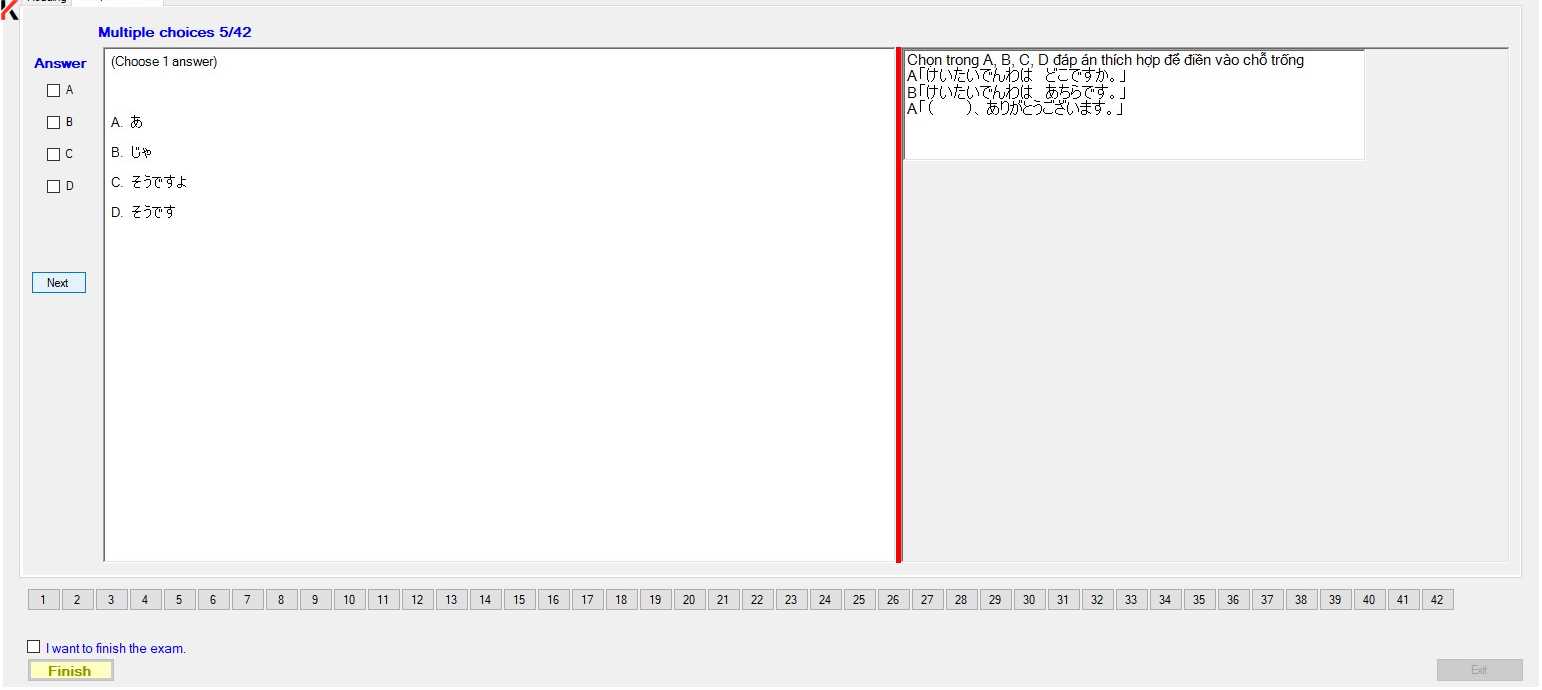 Multiple choices 5/42
Answer
A
B
C
D
Next
(Choose 1 answer)
A. あ
B. じゃ
C. そうですよ
D. そうです
Chọn trong A, B, C, D đáp án thích hợp để điền vào chỗ trống
A「けいたいでんわは　どこですか。」
B「けいたいでんわは　あちらです。」
A「（　　）、ありがとうございます。」
1 2 3 4 5 6 7 8 9 10 11 12 13 14 15 16 17 18 19 20 21 22 23 24 25 26 27 28 29 30 31 32 33 34 35 36 37 38 39 40 41 42
I want to finish the exam.
Finish
Exit